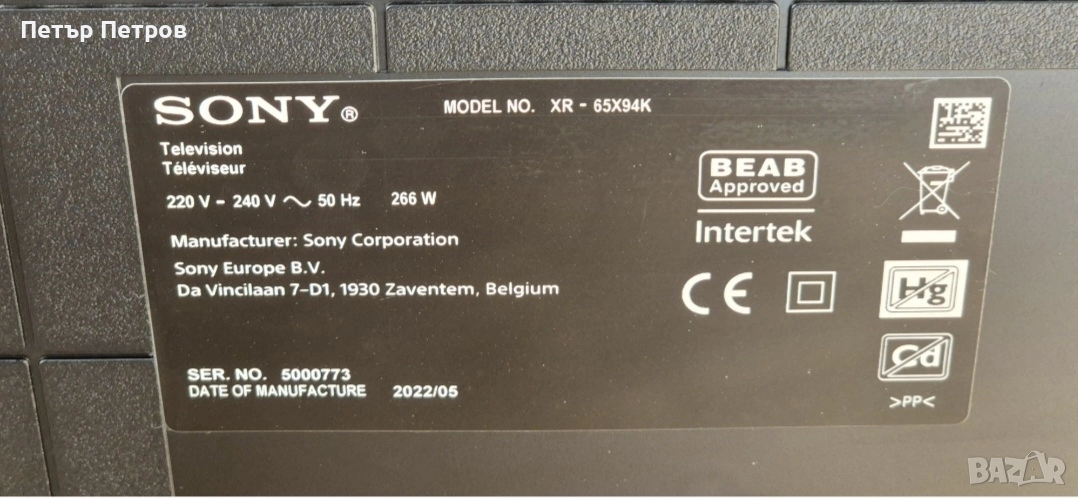 Петър Петров
SONY®
MODEL NO. XR - 65X94K
Television
Téléviseur
220 V - 240 V ~ 50 Hz 266 W
BEAB
Approved
Intertek
Manufacturer: Sony Corporation
Sony Europe B.V.
Da Vincilaan 7-D1, 1930 Zaventem, Belgium
CE
Hg
Cd
>PP<
SER. NO. 5000773
DATE OF MANUFACTURE 2022/05
BAZAR